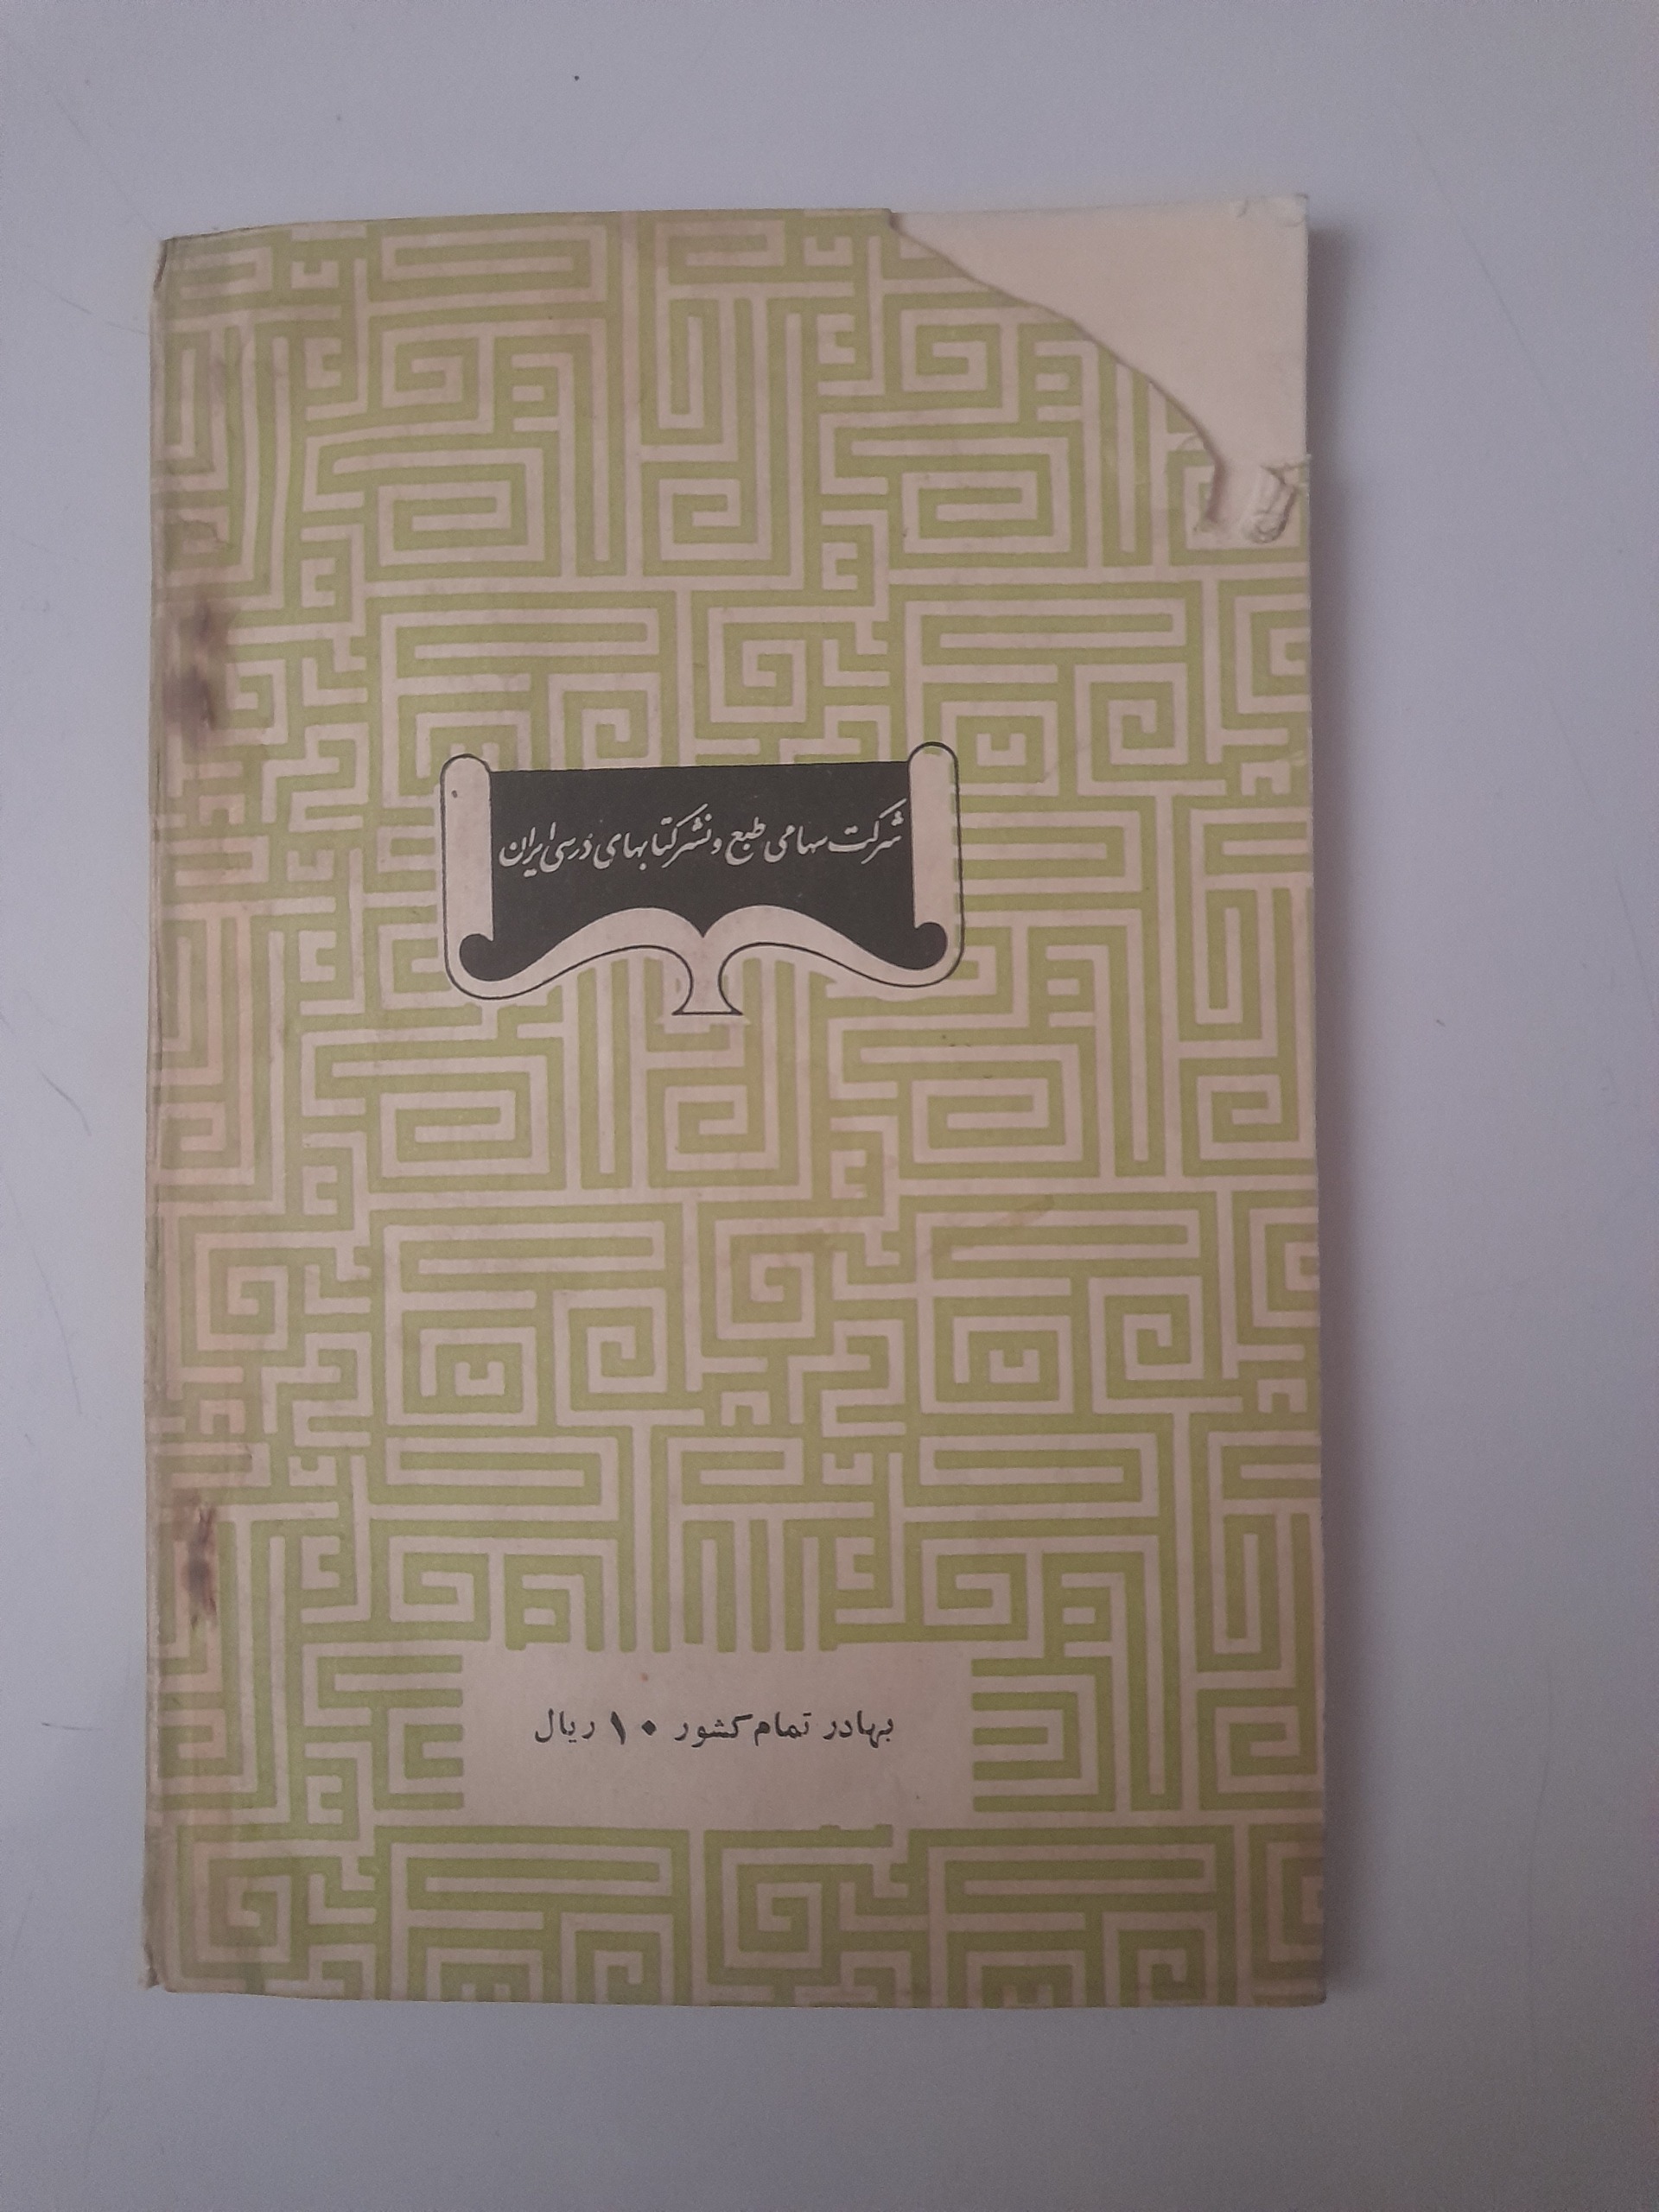 شرکت سهامی طبع و نشر کتابهای درسی ایران
بها در تمام کشور ۱۰ ریال